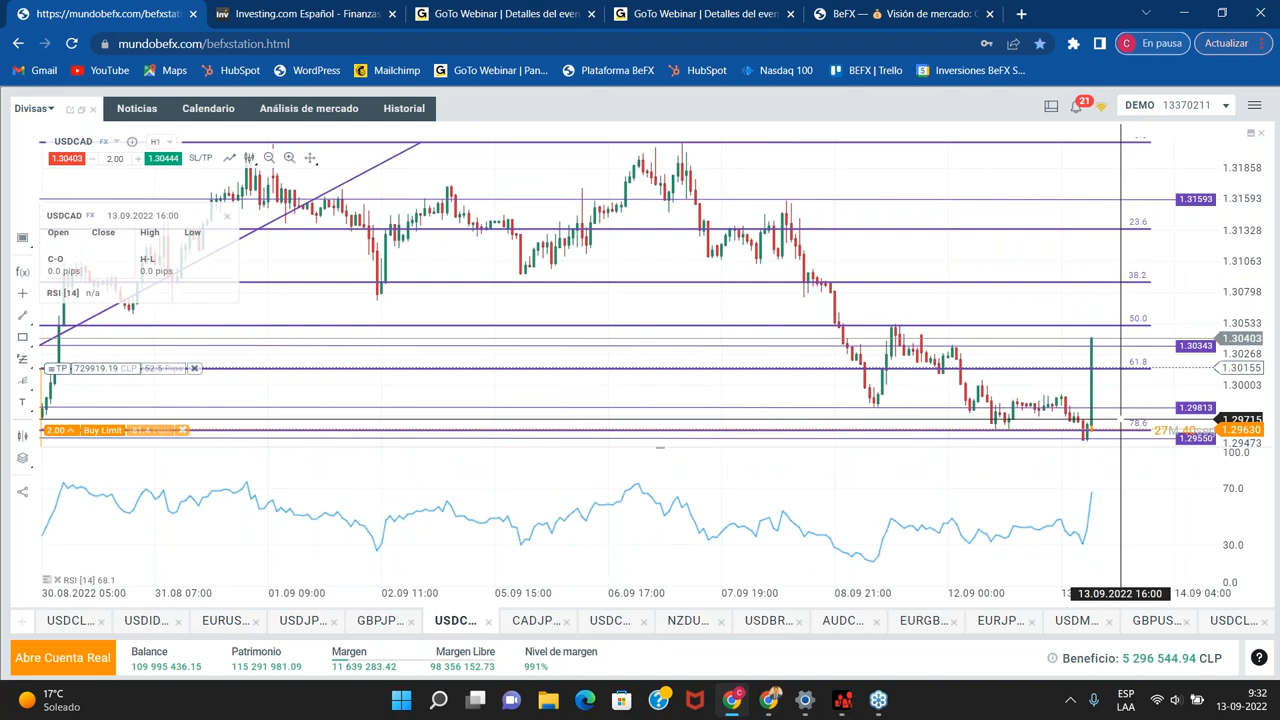 https://mundobefx.com/befxstati
Investing.com Español - Finanzas
GoTo Webinar | Detalles del even
GoTo Webinar | Detalles del even
BeFX — 💰 Visión de mercado: 
mundobefx.com/befxstation.html
C En pausa
Actualizar
Gmail
YouTube
Maps
HubSpot
WordPress
Mailchimp
GoTo Webinar | Pan...
Plataforma BeFX
HubSpot
Nasdaq 100
BEFX | Trello
Inversiones BeFX S...
Divisas
Noticias
Calendario
Análisis de mercado
Historial
21
DEMO 13370211
USDCAD FX
H1
1.30403
2.00
1.30444
SL/TP
USDCAD FX 13.09.2022 16:00
Open Close High Low
C-O H-L
0.0 pips 0.0 pips
RSI [14] n/a
1.31858
1.31593
23.6
1.31328
1.31063
38.2
1.30798
50.0
1.30533
1.30403
1.30343
1.30268
61.8
TP 729919.19 CLP 52.5 Pips
1.30155
1.30003
1.29813
1.29715
78.6
2.00 Buy Limit
1.29630
1.29550
1.29473
100.0
70.0
30.0
0.0
RSI [14] 68.1
30.08.2022 05:00
31.08 07:00
01.09 09:00
02.09 11:00
05.09 15:00
06.09 17:00
07.09 19:00
08.09 21:00
12.09 00:00
13.09.2022 16:00
14.09 04:00
USDCL...
USDID...
EURUS...
USDJP...
GBPJP...
USDC...
CADJP...
USDC...
NZDU...
USDBR...
AUDC...
EURGB...
EURJP...
USDM...
GBPUS...
USDCL...
Abre Cuenta Real
Balance
109 995 436.15
Patrimonio
115 291 981.09
Margen
11 639 283.42
Margen Libre
98 356 152.73
Nivel de margen
991%
Beneficio: 5 296 544.94 CLP
17°C
Soleado
ESP
LAA
9:32
13-09-2022